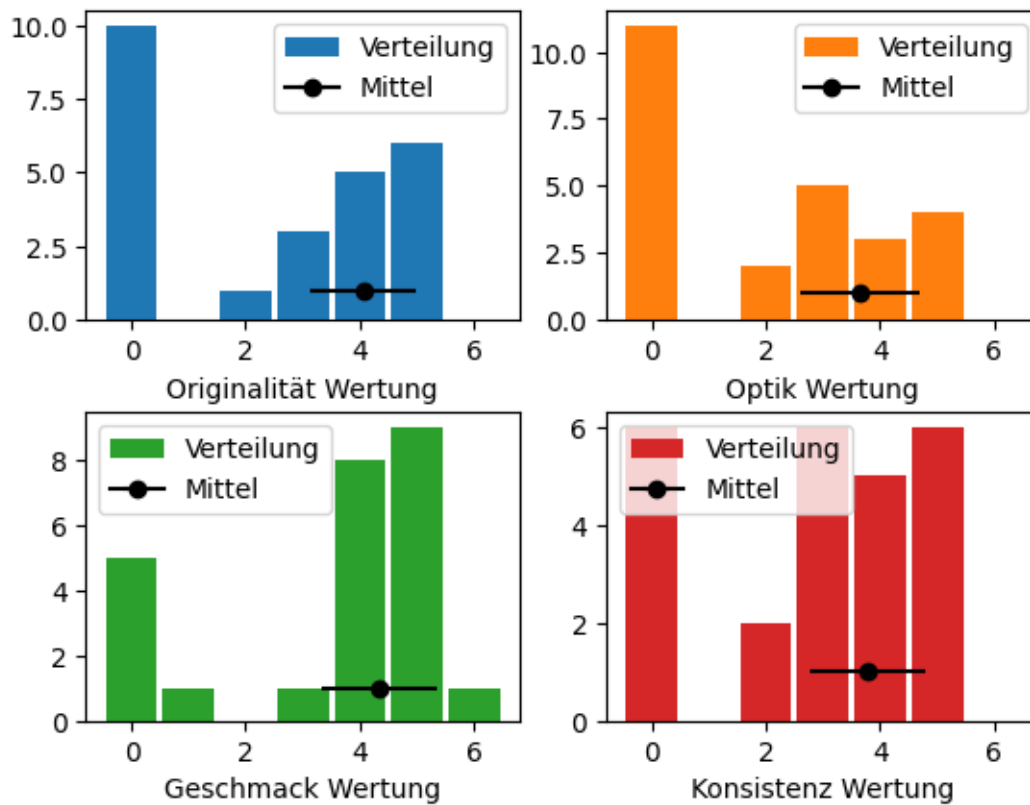 10.0
7.5
5.0
2.5
0.0
0 2 4 6
Verteilung
Mittel
Originalität Wertung
10.0
7.5
5.0
2.5
0.0
0 2 4 6
Verteilung
Mittel
Optik Wertung
8
6
4
2
0
0 2 4 6
Verteilung
Mittel
Geschmack Wertung
6
4
2
0
0 2 4 6
Verteilung
Mittel
Konsistenz Wertung